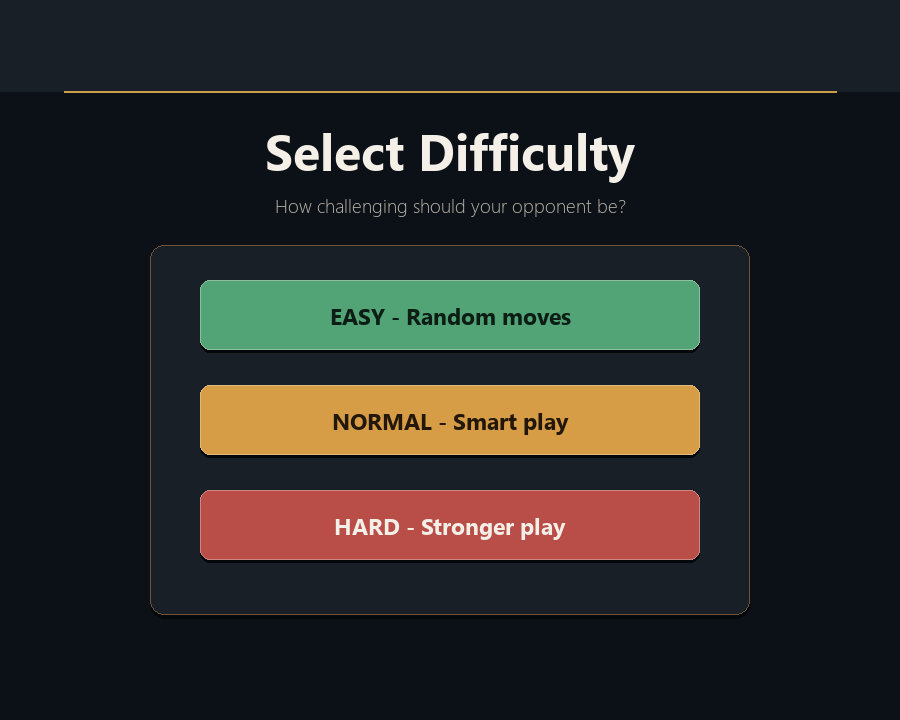 Select Difficulty
How challenging should your opponent be?
EASY - Random moves
NORMAL - Smart play
HARD - Stronger play